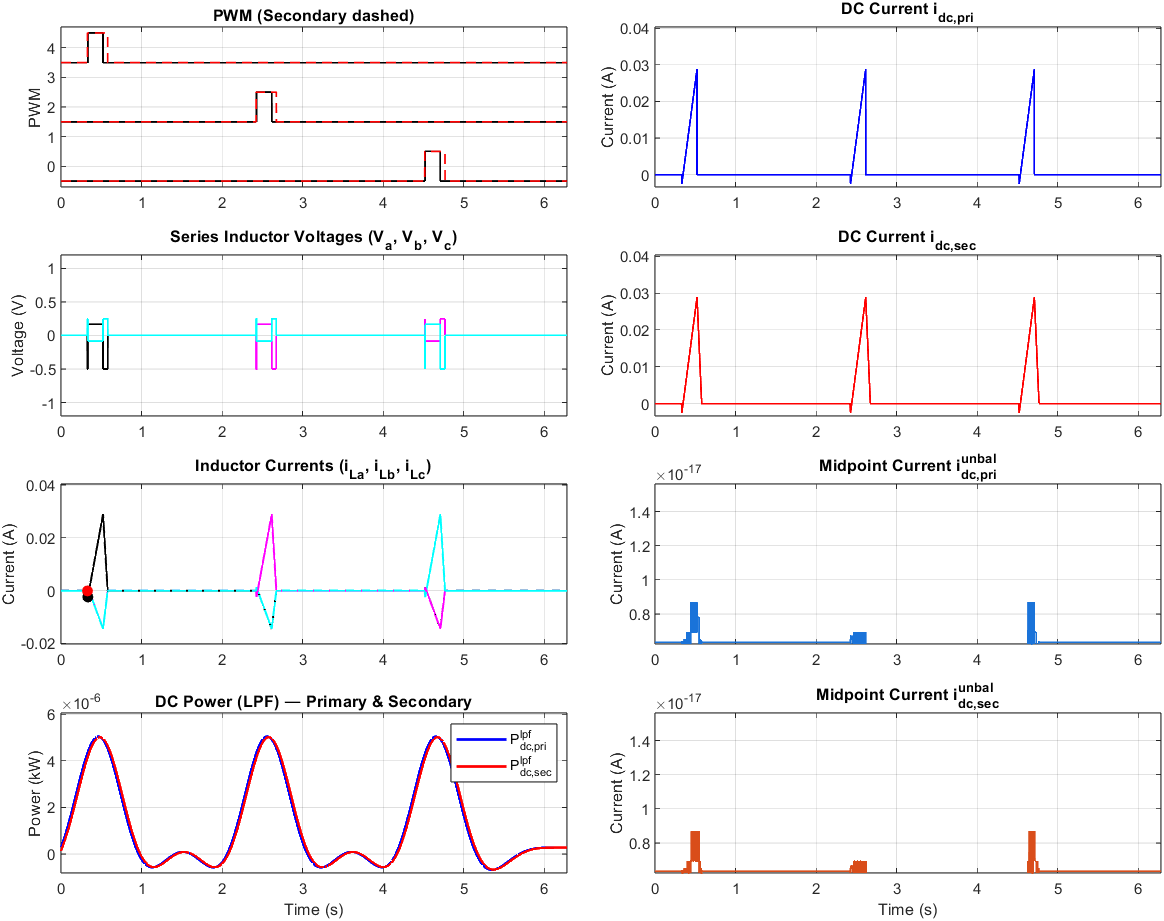 PWM (Secondary dashed)
PWM
4
3
2
1
0
0 1 2 3 4 5 6
DC Current i_dc,pri
Current (A)
0.04
0.03
0.02
0.01
0
0 1 2 3 4 5 6
Series Inductor Voltages (V_a, V_b, V_c)
Voltage (V)
1
0.5
0
-0.5
-1
0 1 2 3 4 5 6
DC Current i_dc,sec
Current (A)
0.04
0.03
0.02
0.01
0
0 1 2 3 4 5 6
Inductor Currents (i_La, i_Lb, i_Lc)
Current (A)
0.04
0.02
0
-0.02
0 1 2 3 4 5 6
Midpoint Current i^unbal_dc,pri
×10^-17
Current (A)
1.4
1.2
1
0.8
0 1 2 3 4 5 6
DC Power (LPF) — Primary & Secondary
×10^-6
Power (kW)
6
4
2
0
P^lpf_dc,pri
P^lpf_dc,sec
0 1 2 3 4 5 6
Time (s)
Midpoint Current i^unbal_dc,sec
×10^-17
Current (A)
1.4
1.2
1
0.8
0 1 2 3 4 5 6
Time (s)